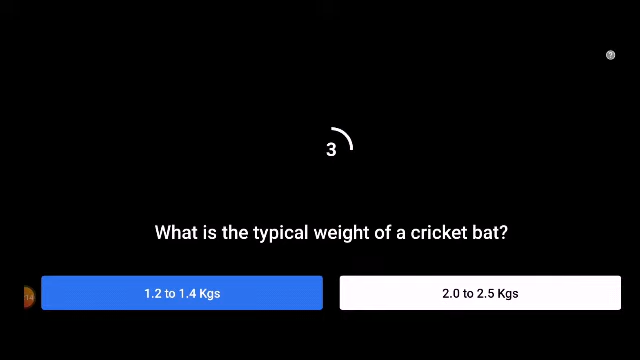 3
What is the typical weight of a cricket bat?
1.2 to 1.4 Kgs
2.0 to 2.5 Kgs